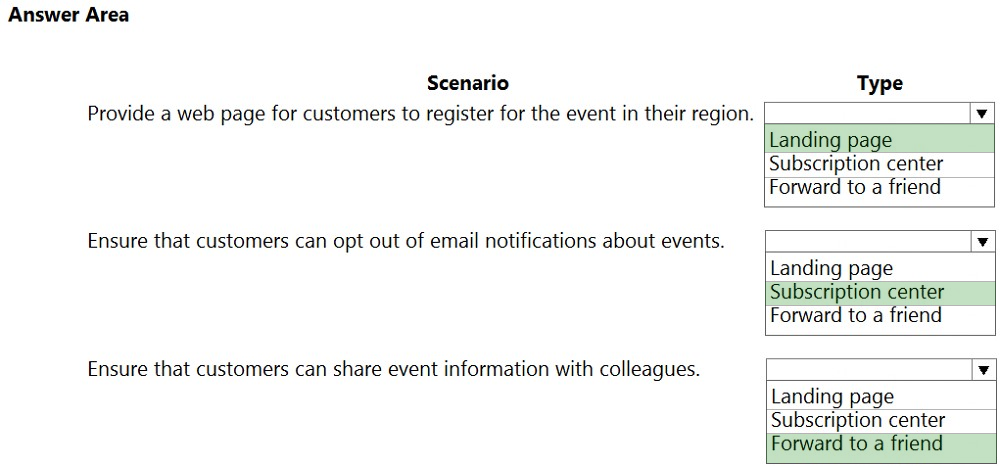 Answer Area
Scenario Type
Provide a web page for customers to register for the event in their region.
Landing page
Subscription center
Forward to a friend
Ensure that customers can opt out of email notifications about events.
Landing page
Subscription center
Forward to a friend
Ensure that customers can share event information with colleagues.
Landing page
Subscription center
Forward to a friend